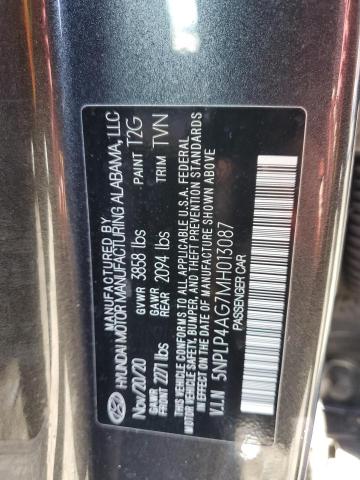 MANUFACTURED BY
HYUNDAI MOTOR MANUFACTURING ALABAMA, LLC
Nov/20/20 GVWR 3858 lbs PAINT T2G
GAWR FRONT 2271 lbs GAWR REAR 2094 lbs TRIM TVN
THIS VEHICLE CONFORMS TO ALL APPLICABLE U.S.A. FEDERAL
MOTOR VEHICLE SAFETY, BUMPER, AND THEFT PREVENTION STANDARDS
IN EFFECT ON THE DATE OF MANUFACTURE SHOWN ABOVE
V.I.N 5NPLP4AG7MH013087
PASSENGER CAR